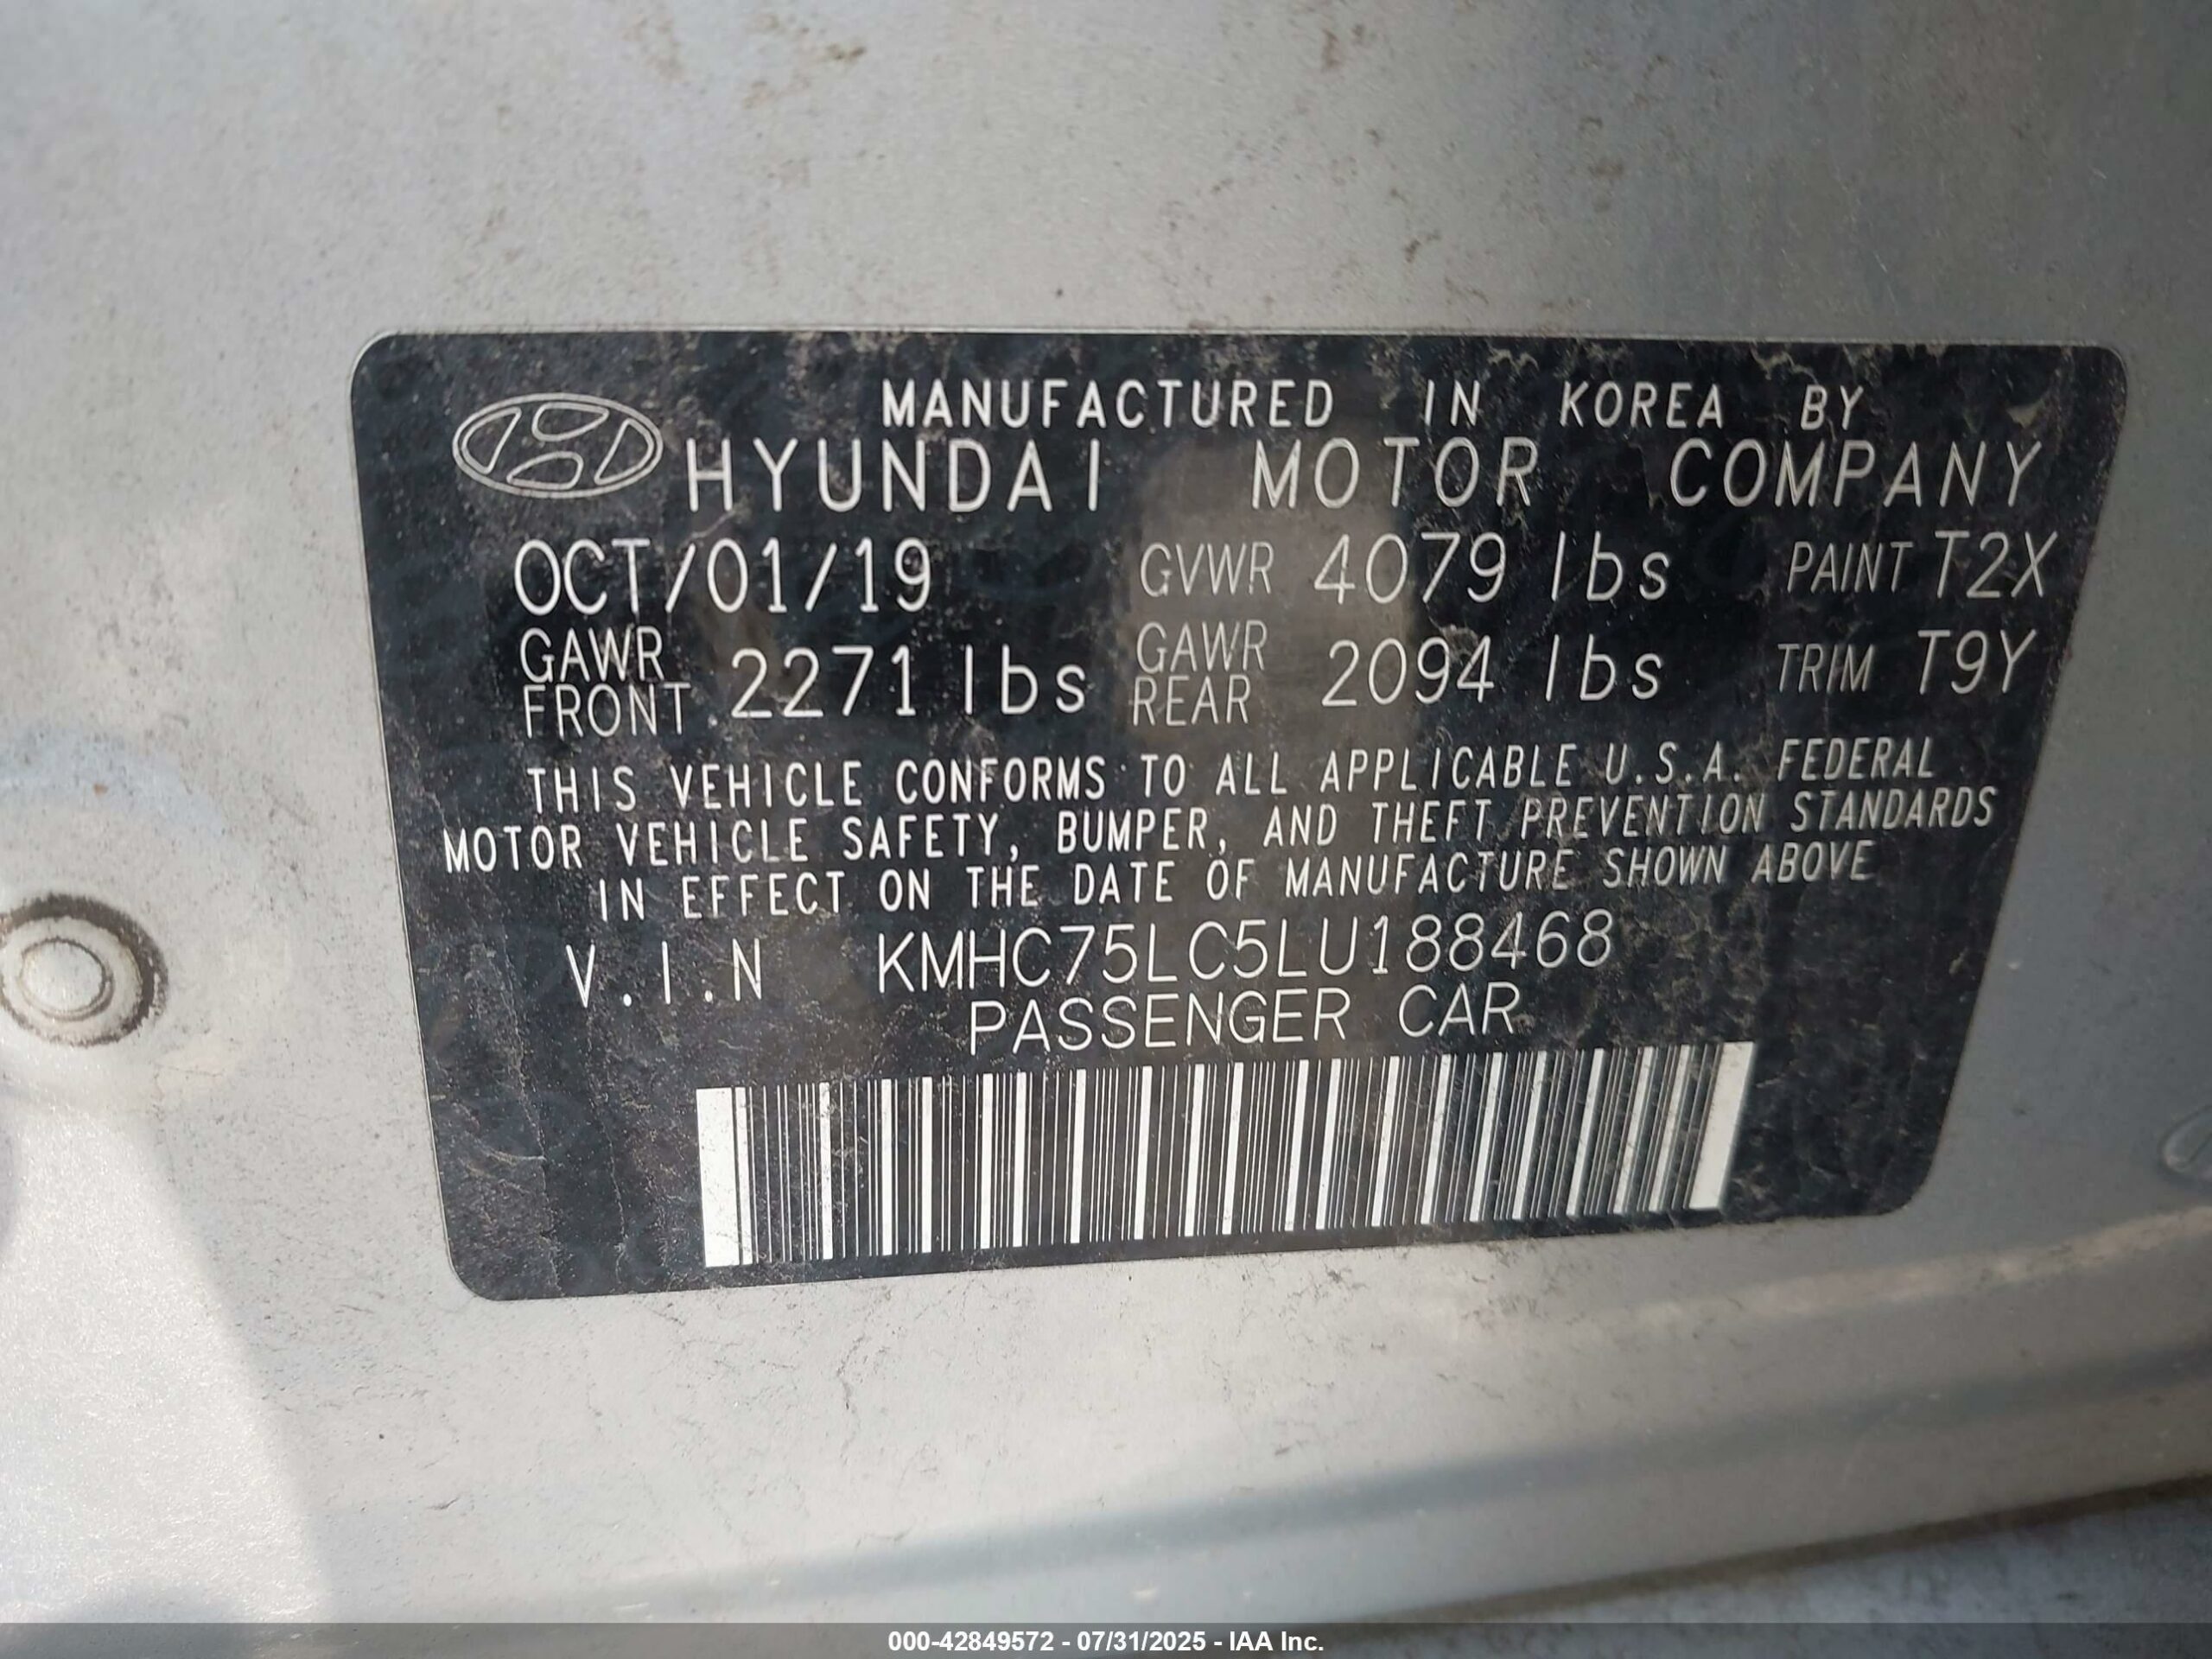 MANUFACTURED IN KOREA BY
HYUNDAI MOTOR COMPANY
OCT/01/19 GVWR 4079 lbs PAINT T2X
GAWR FRONT 2271 lbs GAWR REAR 2094 lbs TRIM T9Y
THIS VEHICLE CONFORMS TO ALL APPLICABLE U.S.A. FEDERAL
MOTOR VEHICLE SAFETY, BUMPER, AND THEFT PREVENTION STANDARDS
IN EFFECT ON THE DATE OF MANUFACTURE SHOWN ABOVE
V.I.N KMHC75LC5LU188468
PASSENGER CAR
000-42849572 - 07/31/2025 - IAA Inc.